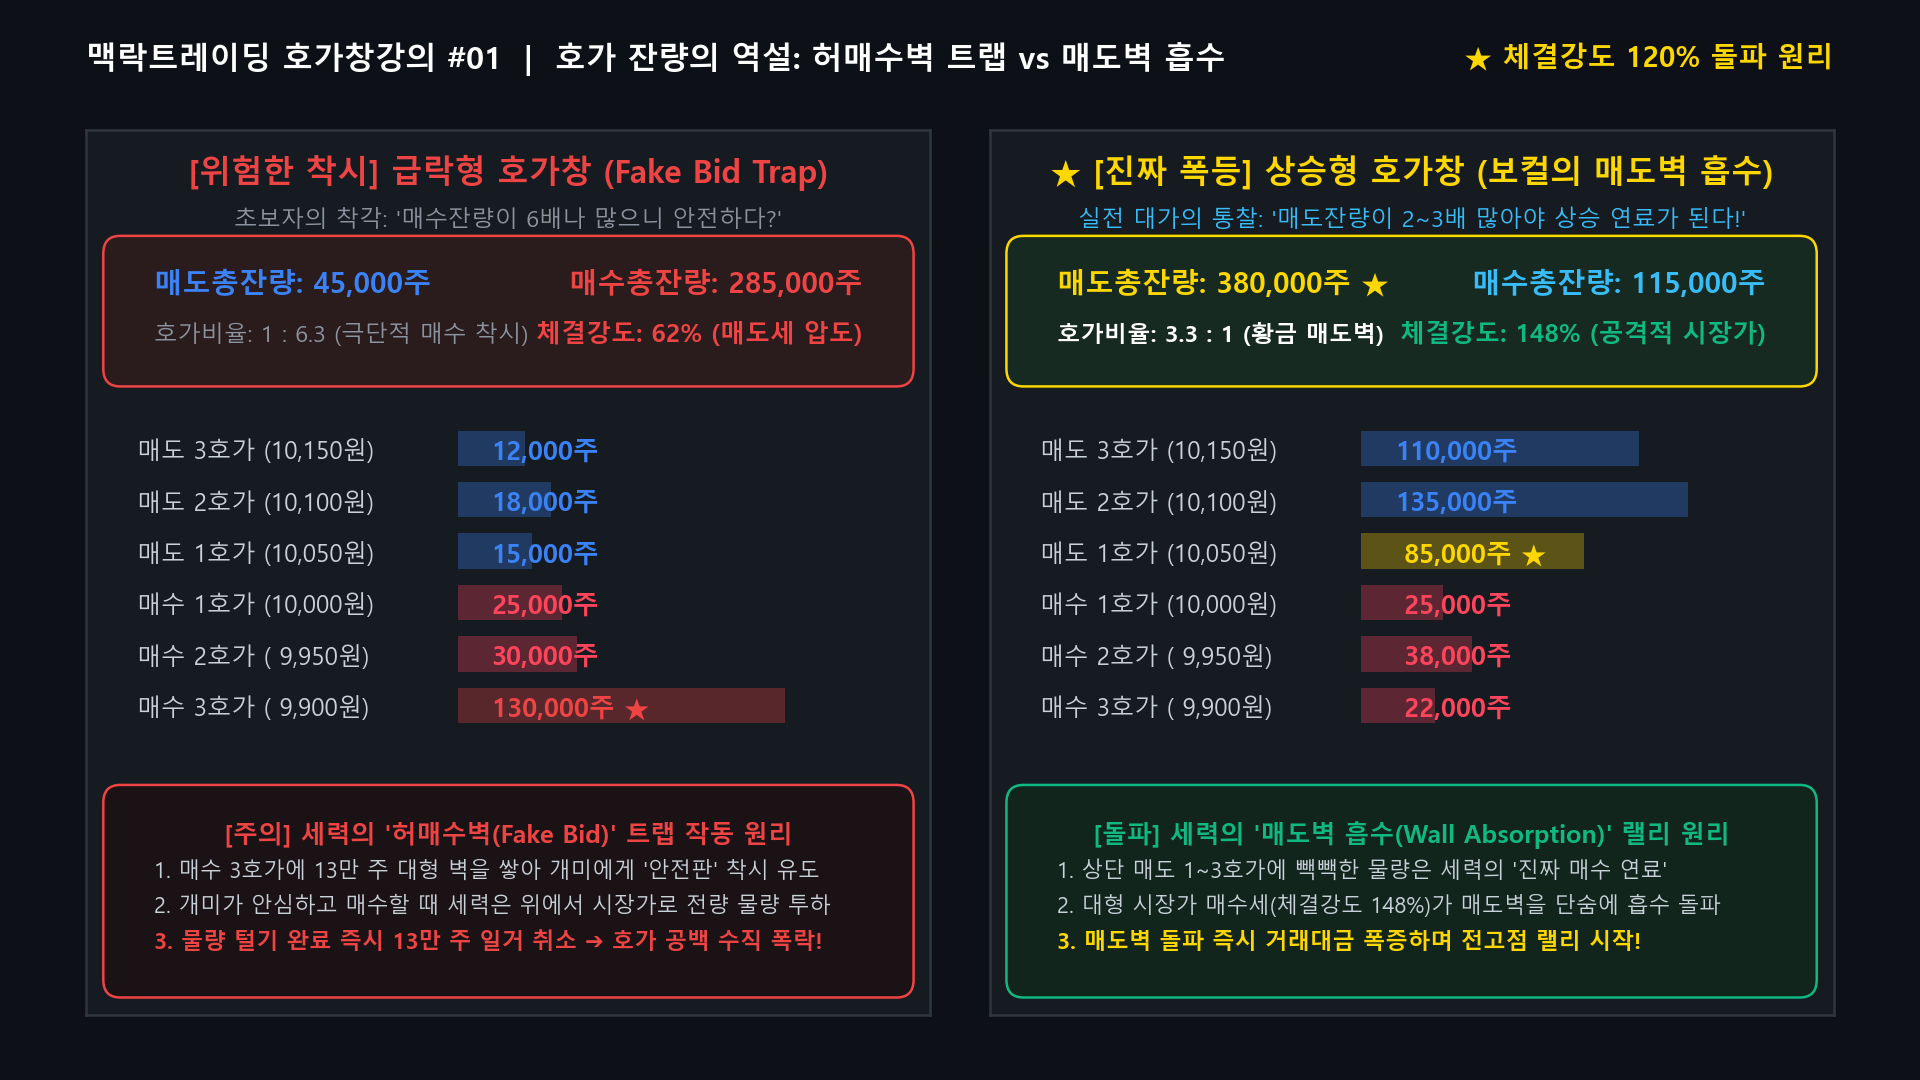 맥락트레이딩 호가창강의 #01 | 호가 잔량의 역설: 허매수벽 트랩 vs 매도벽 흡수
★ 체결강도 120% 돌파 원리
[위험한 착시] 급락형 호가창 (Fake Bid Trap)
초보자의 착각: '매수잔량이 6배나 많으니 안전하다?'
매도총잔량: 45,000주
매수총잔량: 285,000주
호가비율: 1 : 6.3 (극단적 매수 착시)
체결강도: 62% (매도세 압도)
매도 3호가 (10,150원) 12,000주
매도 2호가 (10,100원) 18,000주
매도 1호가 (10,050원) 15,000주
매수 1호가 (10,000원) 25,000주
매수 2호가 ( 9,950원) 30,000주
매수 3호가 ( 9,900원) 130,000주 ★
[주의] 세력의 '허매수벽(Fake Bid)' 트랩 작동 원리
1. 매수 3호가에 13만 주 대형 벽을 쌓아 개미에게 '안전판' 착시 유도
2. 개미가 안심하고 매수할 때 세력은 위에서 시장가로 전량 물량 투하
3. 물량 털기 완료 즉시 13만 주 일거 취소 → 호가 공백 수직 폭락!
★ [진짜 폭등] 상승형 호가창 (보컬의 매도벽 흡수)
실전 대가의 통찰: '매도잔량이 2~3배 많아야 상승 연료가 된다!'
매도총잔량: 380,000주 ★
매수총잔량: 115,000주
호가비율: 3.3 : 1 (황금 매도벽)
체결강도: 148% (공격적 시장가)
매도 3호가 (10,150원) 110,000주
매도 2호가 (10,100원) 135,000주
매도 1호가 (10,050원) 85,000주 ★
매수 1호가 (10,000원) 25,000주
매수 2호가 ( 9,950원) 38,000주
매수 3호가 ( 9,900원) 22,000주
[돌파] 세력의 '매도벽 흡수(Wall Absorption)' 랠리 원리
1. 상단 매도 1~3호가에 빽빽한 물량은 세력의 '진짜 매수 연료'
2. 대형 시장가 매수세(체결강도 148%)가 매도벽을 단숨에 흡수 돌파
3. 매도벽 돌파 즉시 거래대금 폭증하며 전고점 랠리 시작!